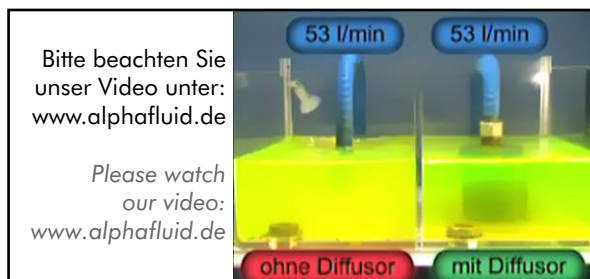 Bitte beachten Sie
unser Video unter:
www.alphafluid.de
Please watch
our video:
www.alphafluid.de
53 l/min
53 l/min
ohne Diffusor
mit Diffusor